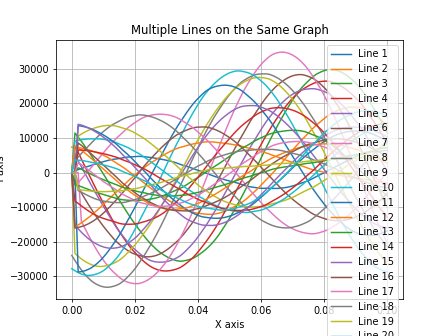 Multiple Lines on the Same Graph
30000
20000
10000
0
−10000
−20000
−30000
0.00
0.02
0.04
0.06
0.08
X axis
Line 1
Line 2
Line 3
Line 4
Line 5
Line 6
Line 7
Line 8
Line 9
Line 10
Line 11
Line 12
Line 13
Line 14
Line 15
Line 16
Line 17
Line 18
Line 19
Line 20